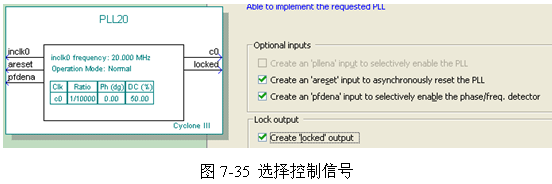 PLL20
inclk0
areset
pfdena
inclk0 frequency: 20.000 MHz
Operation Mode: Normal
Clk Ratio Ph (dg) DC (%)
c0 1/10000 0.00 50.00
c0
locked
Cyclone III
Able to implement the requested PLL
Optional inputs
Create an 'pllena' input to selectively enable the PLL
Create an 'areset' input to asynchronously reset the PLL
Create an 'pfdena' input to selectively enable the phase/freq. detector
Lock output
Create 'locked' output
图 7-35 选择控制信号